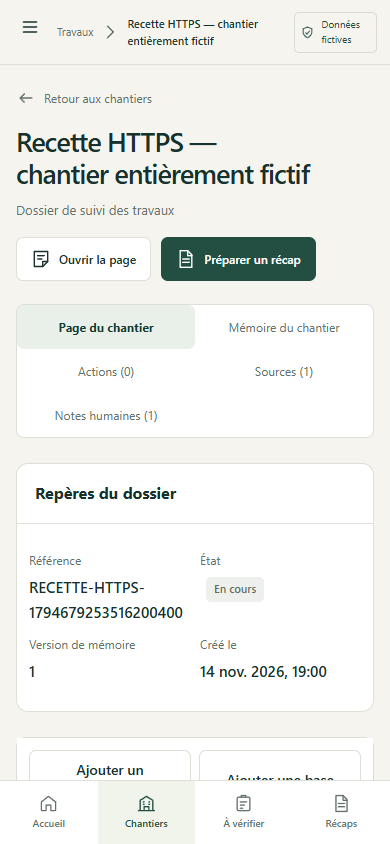 Travaux
Recette HTTPS — chantier
entièrement fictif
Données
fictives
Retour aux chantiers
Recette HTTPS —
chantier entièrement fictif
Dossier de suivi des travaux
Ouvrir la page
Préparer un récap
Page du chantier
Mémoire du chantier
Actions (0)
Sources (1)
Notes humaines (1)
Repères du dossier
Référence
État
RECETTE-HTTPS-
1794679253516200400
En cours
Version de mémoire
Créé le
1
14 nov. 2026, 19:00
Ajouter un
Ajouter une base
Accueil
Chantiers
À vérifier
Récaps